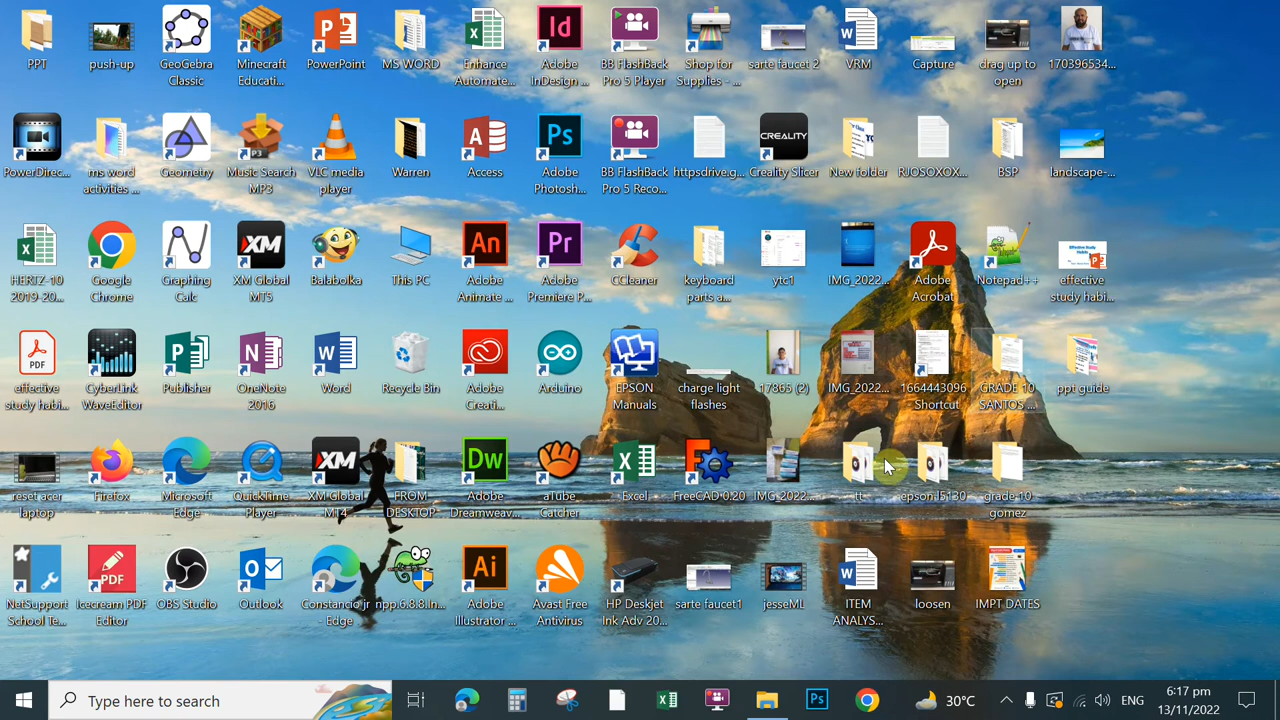 PPT
push-up
GeoGebra
Classic
Minecraft
Educati...
PowerPoint
MS WORD
Enhance
Automate...
Adobe
InDesign ...
BB FlashBack
Pro 5 Player
Shop for
Supplies - ...
sarte faucet 2
VRM
Capture
drag up to
open
170396534...
PowerDirec...
ms word
activities ...
Geometry
Music Search
MP3
VLC media
player
Warren
Access
Adobe
Photosh...
BB FlashBack
Pro 5 Reco...
httpsdrive.g...
CREALITY
Creality Slicer
New folder
RJOSOXOX...
BSP
landscape-...
HERTZ-10
2019-20...
Google
Chrome
Graphing
Calc
XM Global
MT5
Balabolka
This PC
Adobe
Animate ...
Adobe
Premiere P...
CCleaner
keyboard
parts a...
ytc1
IMG_2022...
Adobe
Acrobat
Notepad++
effective
study habi...
effective
study habi...
CyberLink
WaveEditor
Publisher
OneNote
2016
Word
Recycle Bin
Adobe
Creati...
Arduino
EPSON
Manuals
charge light
flashes
17865 (2)
IMG_2022...
1664443096
- Shortcut
GRADE 10
SANTOS ...
ppt guide
reset acer
laptop
Firefox
Microsoft
Edge
QuickTime
Player
XM Global
MT4
FROM
DESKTOP
Adobe
Dreamweav...
aTube
Catcher
Excel
FreeCAD 0.20
IMG_2022...
tt
epson l5130
grade 10
gomez
NetSupport
School Te...
Icecream PDF
Editor
OBS Studio
Outlook
Constancio jr
Edge
npp.6.8.8.In...
Adobe
Illustrator ...
Avast Free
Antivirus
HP Deskjet
Ink Adv 20...
sarte faucet1
jesseML
ITEM
ANALYS...
loosen
IMPT DATES
Type here to search
30°C
ENG
6:17 pm
13/11/2022